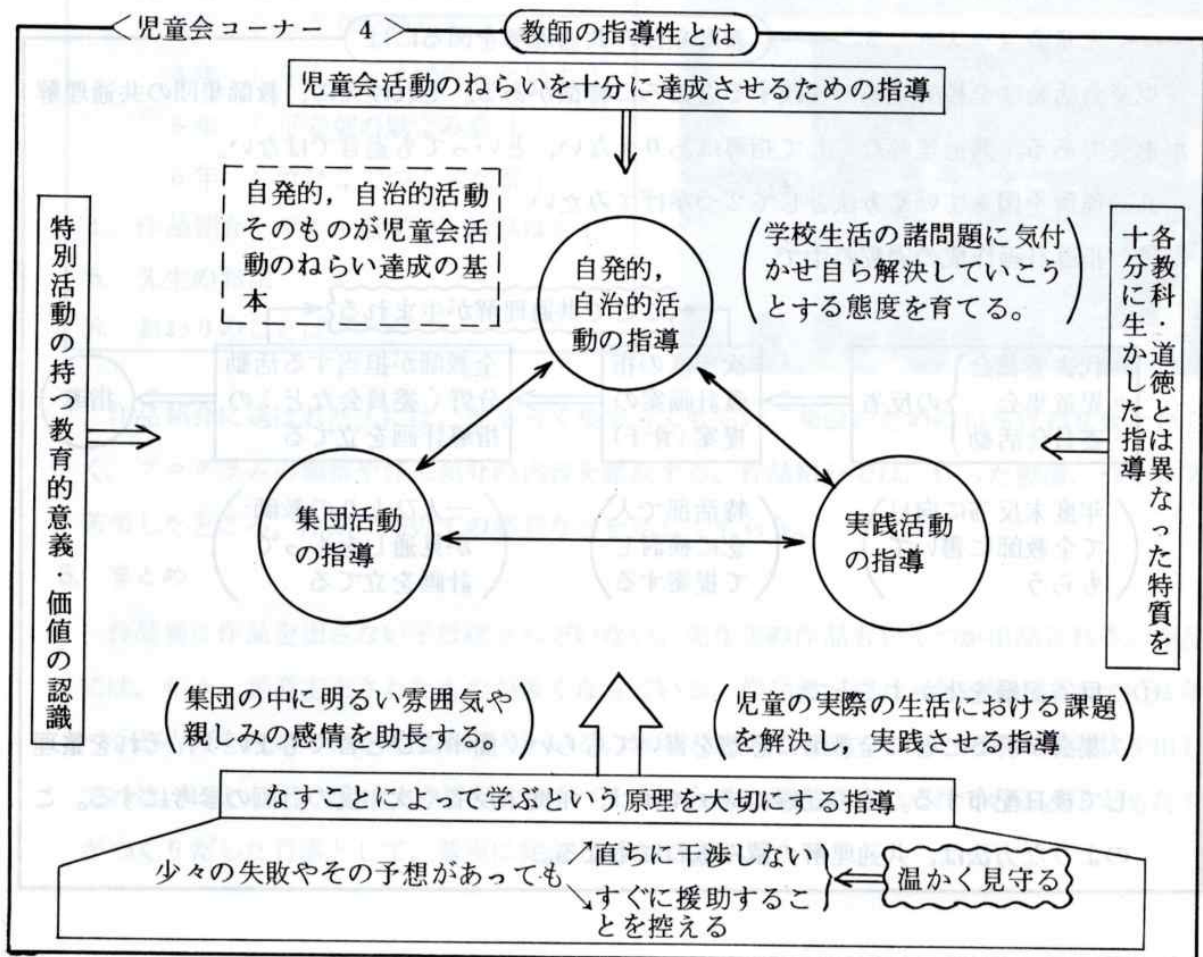 児童会コーナー　4
教師の指導性とは
児童会活動のねらいを十分に達成させるための指導
自発的，自治的活動
そのものが児童会活
動のねらい達成の基
本
自発的，
自治的活
動の指導
学校生活の諸問題に気付
かせ自ら解決していこう
とする態度を育てる。
特別活動の持つ教育的意義，価値の認識
各教科・道徳とは異なった特質を
十分に生かした指導
集団活動
の指導
実践活動
の指導
集団の中に明るい雰囲気や
親しみの感情を助長する。
児童の実際の生活における課題
を解決し，実践させる指導
なすことによって学ぶという原理を大切にする指導
少々の失敗やその予想があっても
直ちに干渉しない
すぐに援助するこ
とを控える
温かく見守る